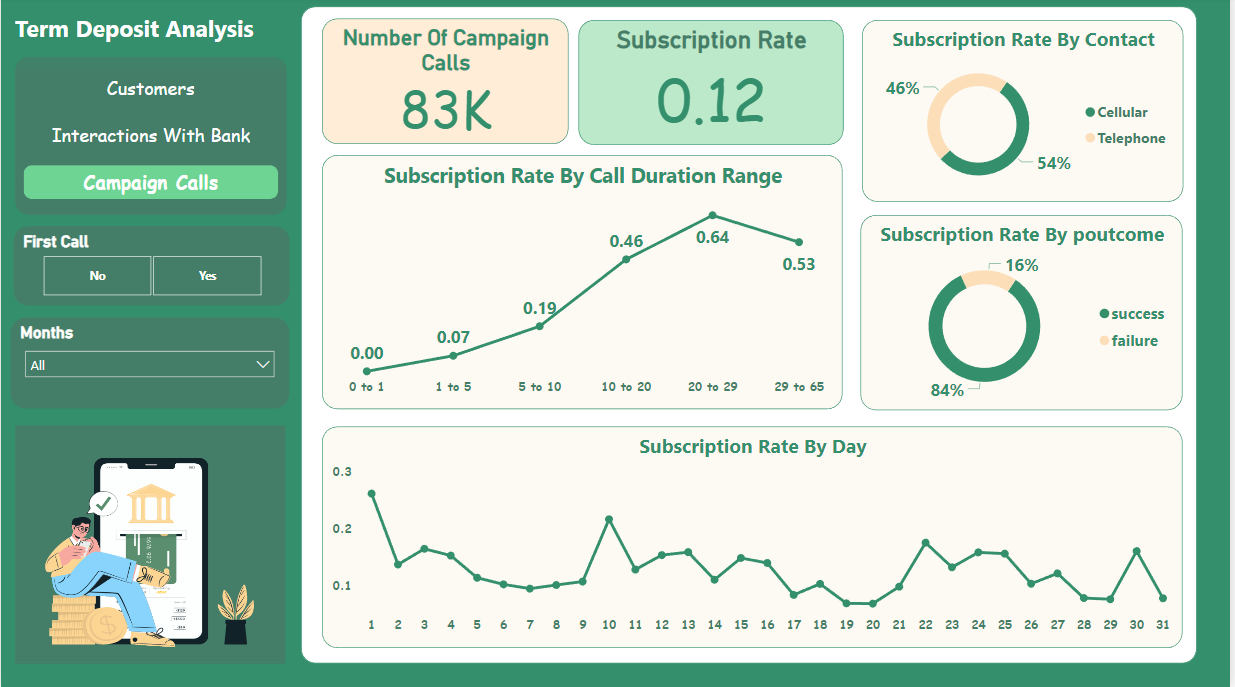 Term Deposit Analysis
Customers
Interactions With Bank
Campaign Calls
First Call
No Yes
Months
All
Number Of Campaign
Calls
83K
Subscription Rate
0.12
Subscription Rate By Contact
46%
54%
Cellular
Telephone
Subscription Rate By Call Duration Range
0.00 0.07 0.19 0.46 0.64 0.53
0 to 1 1 to 5 5 to 10 10 to 20 20 to 29 29 to 65
Subscription Rate By poutcome
16%
84%
success
failure
Subscription Rate By Day
0.3
0.2
0.1
1 2 3 4 5 6 7 8 9 10 11 12 13 14 15 16 17 18 19 20 21 22 23 24 25 26 27 28 29 30 31